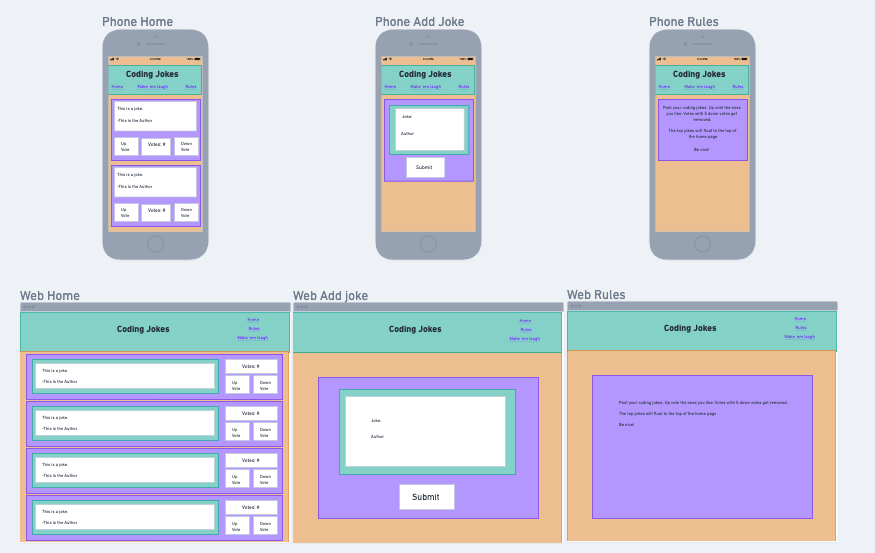 Phone Home
Coding Jokes
Home Make 'em laugh Rules
This is a joke.
-This is the Author
Up Vote
Votes: #
Down Vote
This is a joke.
-This is the Author
Up Vote
Votes: #
Down Vote
Phone Add Joke
Coding Jokes
Home Make 'em laugh Rules
Joke:
Author
Submit
Phone Rules
Coding Jokes
Home Make 'em laugh Rules
Post your coding jokes. Up vote the ones
you like. Votes with 5 down votes get
removed.
The top jokes will float to the top of
the home page
Be nice!
Web Home
Coding Jokes
Home
Rules
Make 'em laugh
This is a joke.
-This is the Author
Votes: #
Up Vote
Down Vote
This is a joke.
-This is the Author
Votes: #
Up Vote
Down Vote
This is a joke.
-This is the Author
Votes: #
Up Vote
Down Vote
This is a joke.
-This is the Author
Votes: #
Up Vote
Down Vote
Web Add joke
Coding Jokes
Home
Rules
Make 'em laugh
Joke:
Author
Submit
Web Rules
Coding Jokes
Home
Rules
Make 'em laugh
Post your coding jokes. Up vote the ones you like. Votes with 5 down votes get removed.
The top jokes will float to the top of the home page
Be nice!